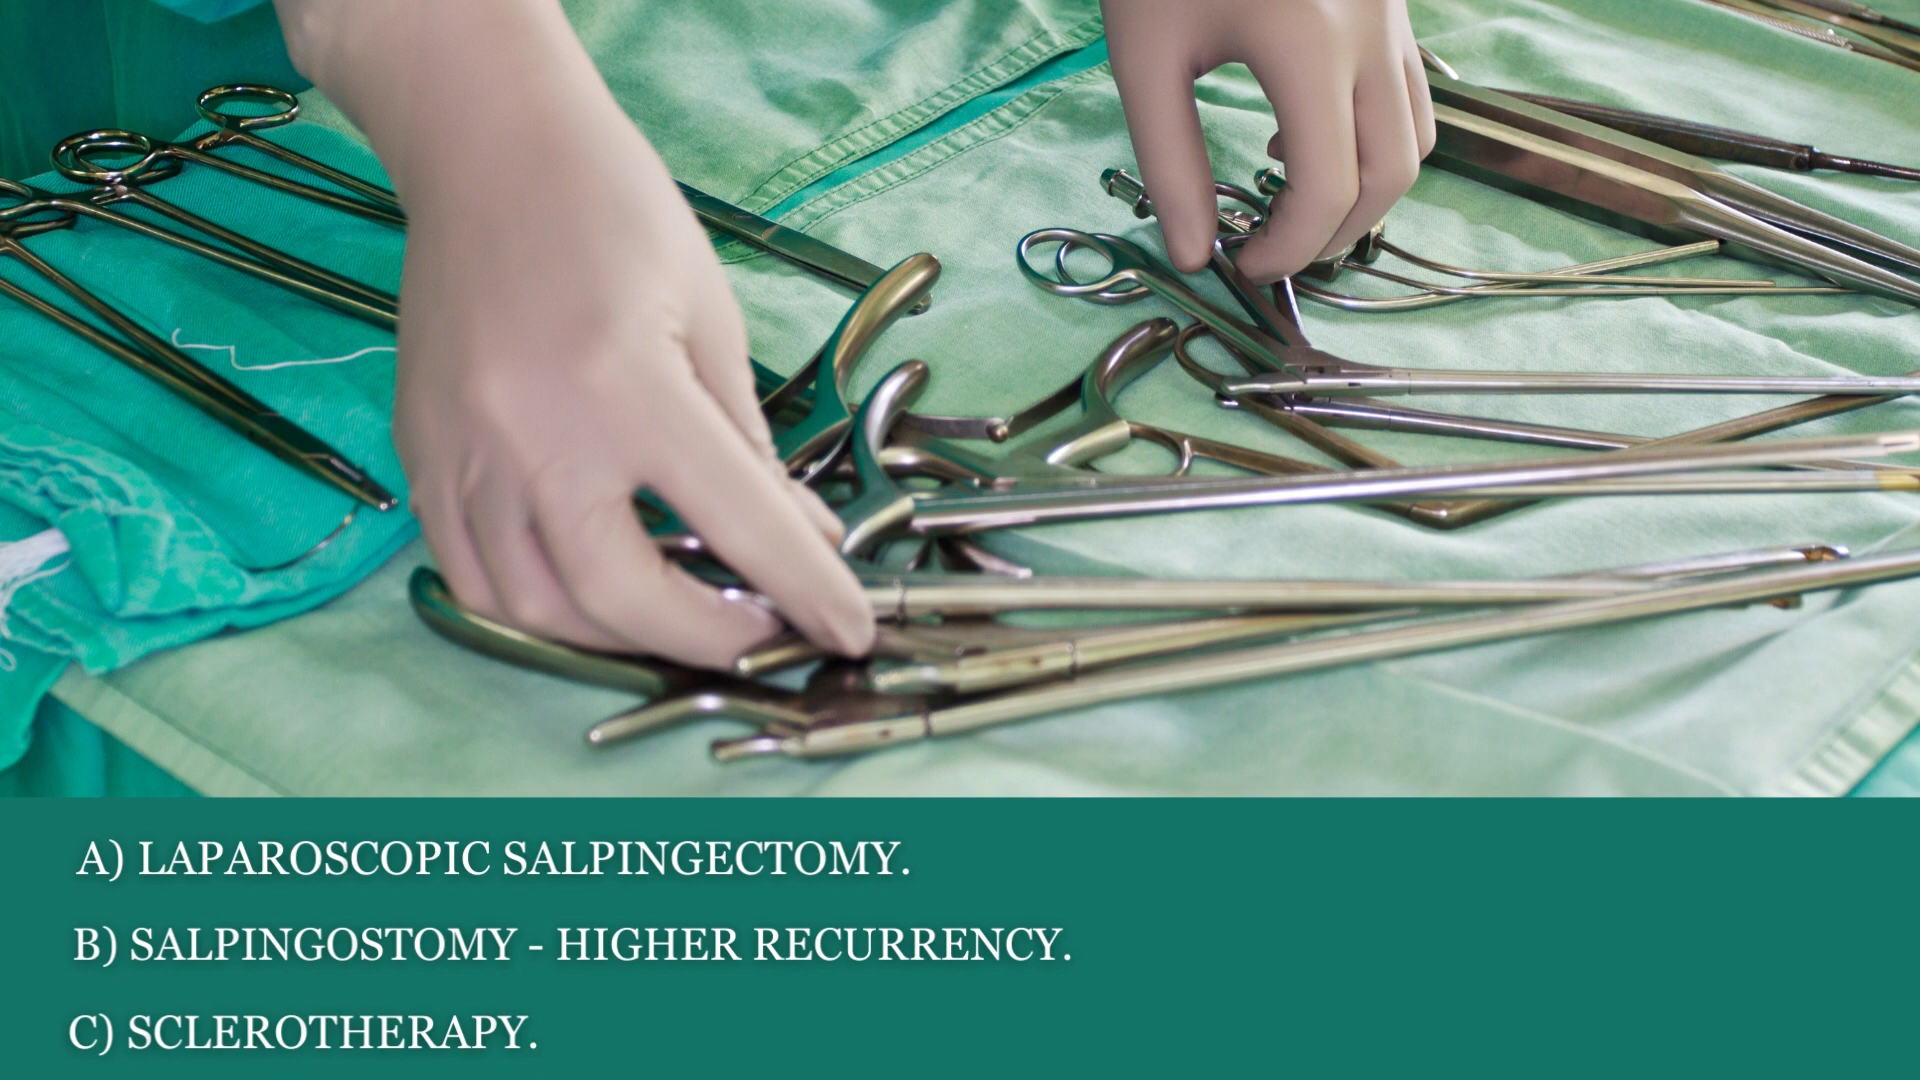 A) LAPAROSCOPIC SALPINGECTOMY.
B) SALPINGOSTOMY - HIGHER RECURRENCY.
C) SCLEROTHERAPY.